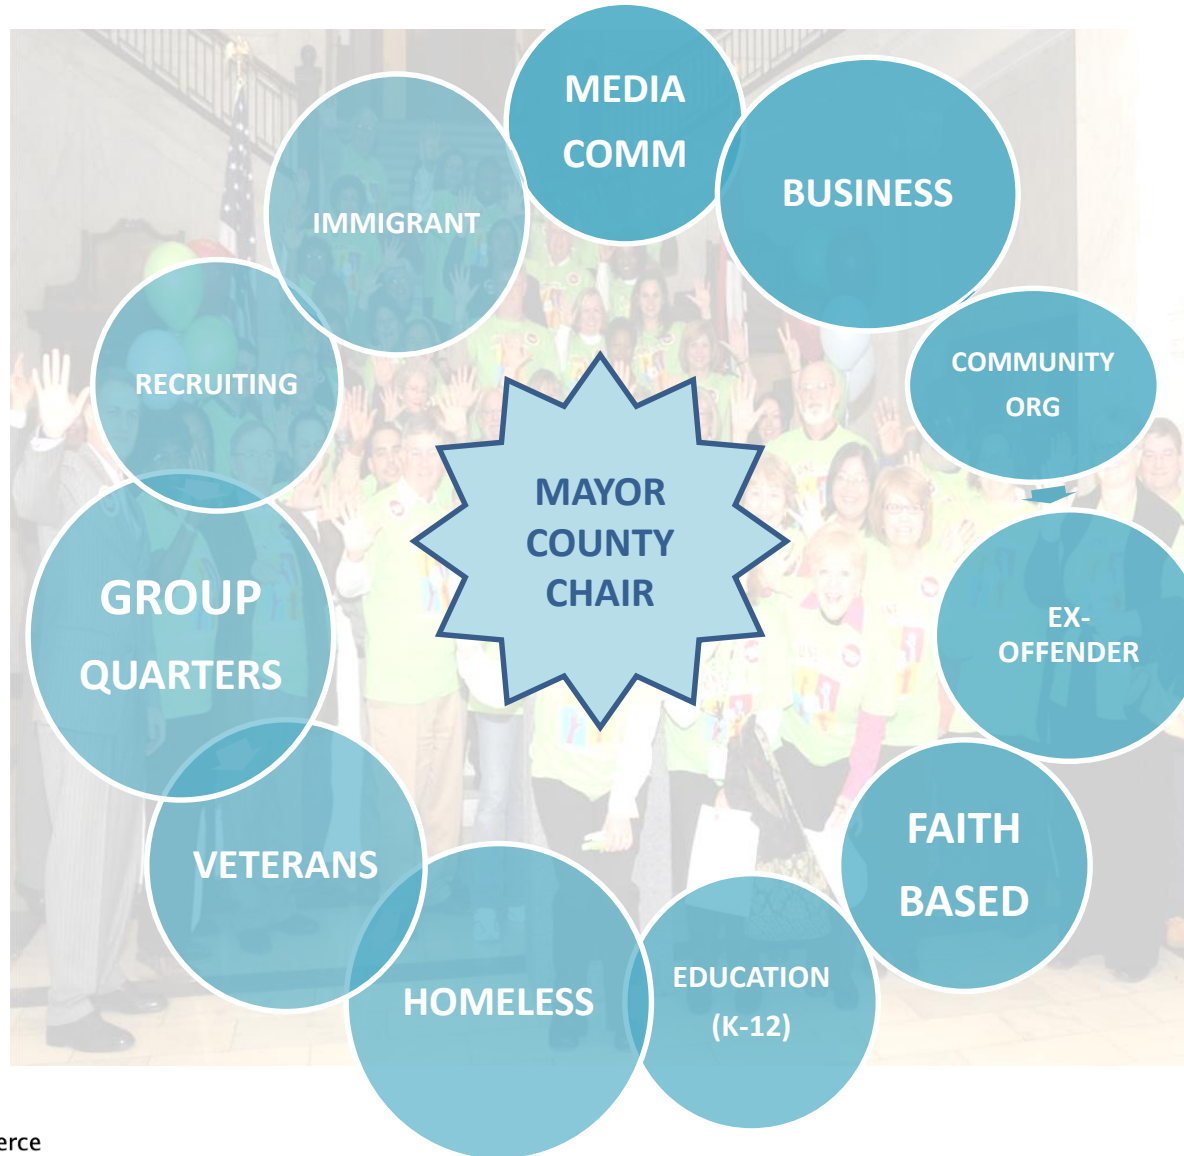 MEDIA
COMM
BUSINESS
IMMIGRANT
COMMUNITY
ORG
RECRUITING
MAYOR
COUNTY
CHAIR
GROUP
QUARTERS
EX-
OFFENDER
FAITH
BASED
VETERANS
HOMELESS
EDUCATION
(K-12)
erce